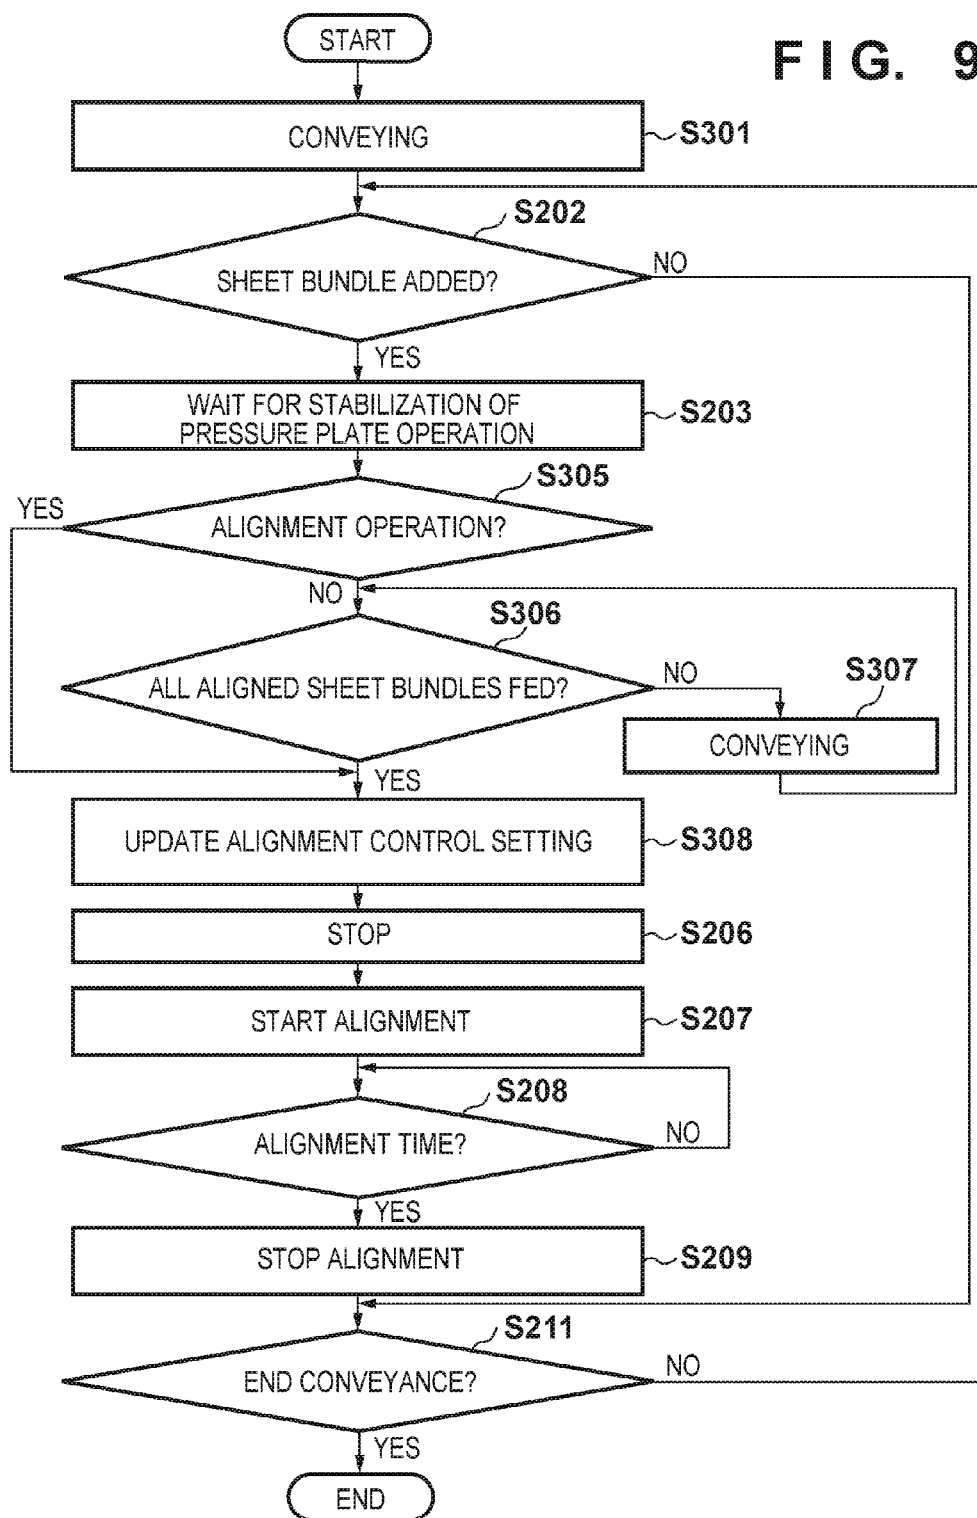 START
FIG. 9
CONVEYING
S301
S202
SHEET BUNDLE ADDED?
NO
YES
WAIT FOR STABILIZATION OF
PRESSURE PLATE OPERATION
S203
S305
YES
ALIGNMENT OPERATION?
NO
S306
ALL ALIGNED SHEET BUNDLES FED?
NO
S307
CONVEYING
YES
UPDATE ALIGNMENT CONTROL SETTING
S308
STOP
S206
START ALIGNMENT
S207
S208
ALIGNMENT TIME?
NO
YES
STOP ALIGNMENT
S209
S211
END CONVEYANCE?
NO
YES
END